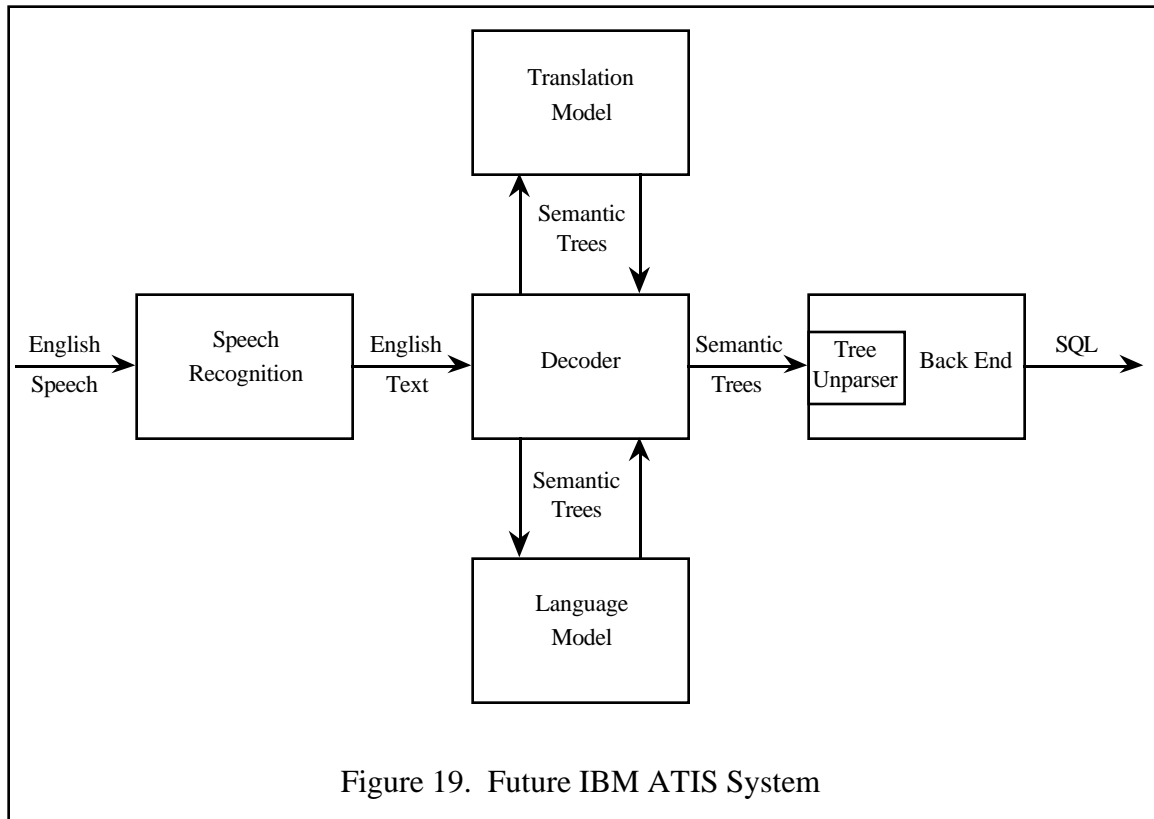 Translation
Model
Semantic
Trees
English
Speech
Speech
Recognition
English
Text
Decoder
Semantic
Trees
Tree
Unparser
Back End
SQL
Semantic
Trees
Language
Model
Figure 19. Future IBM ATIS System